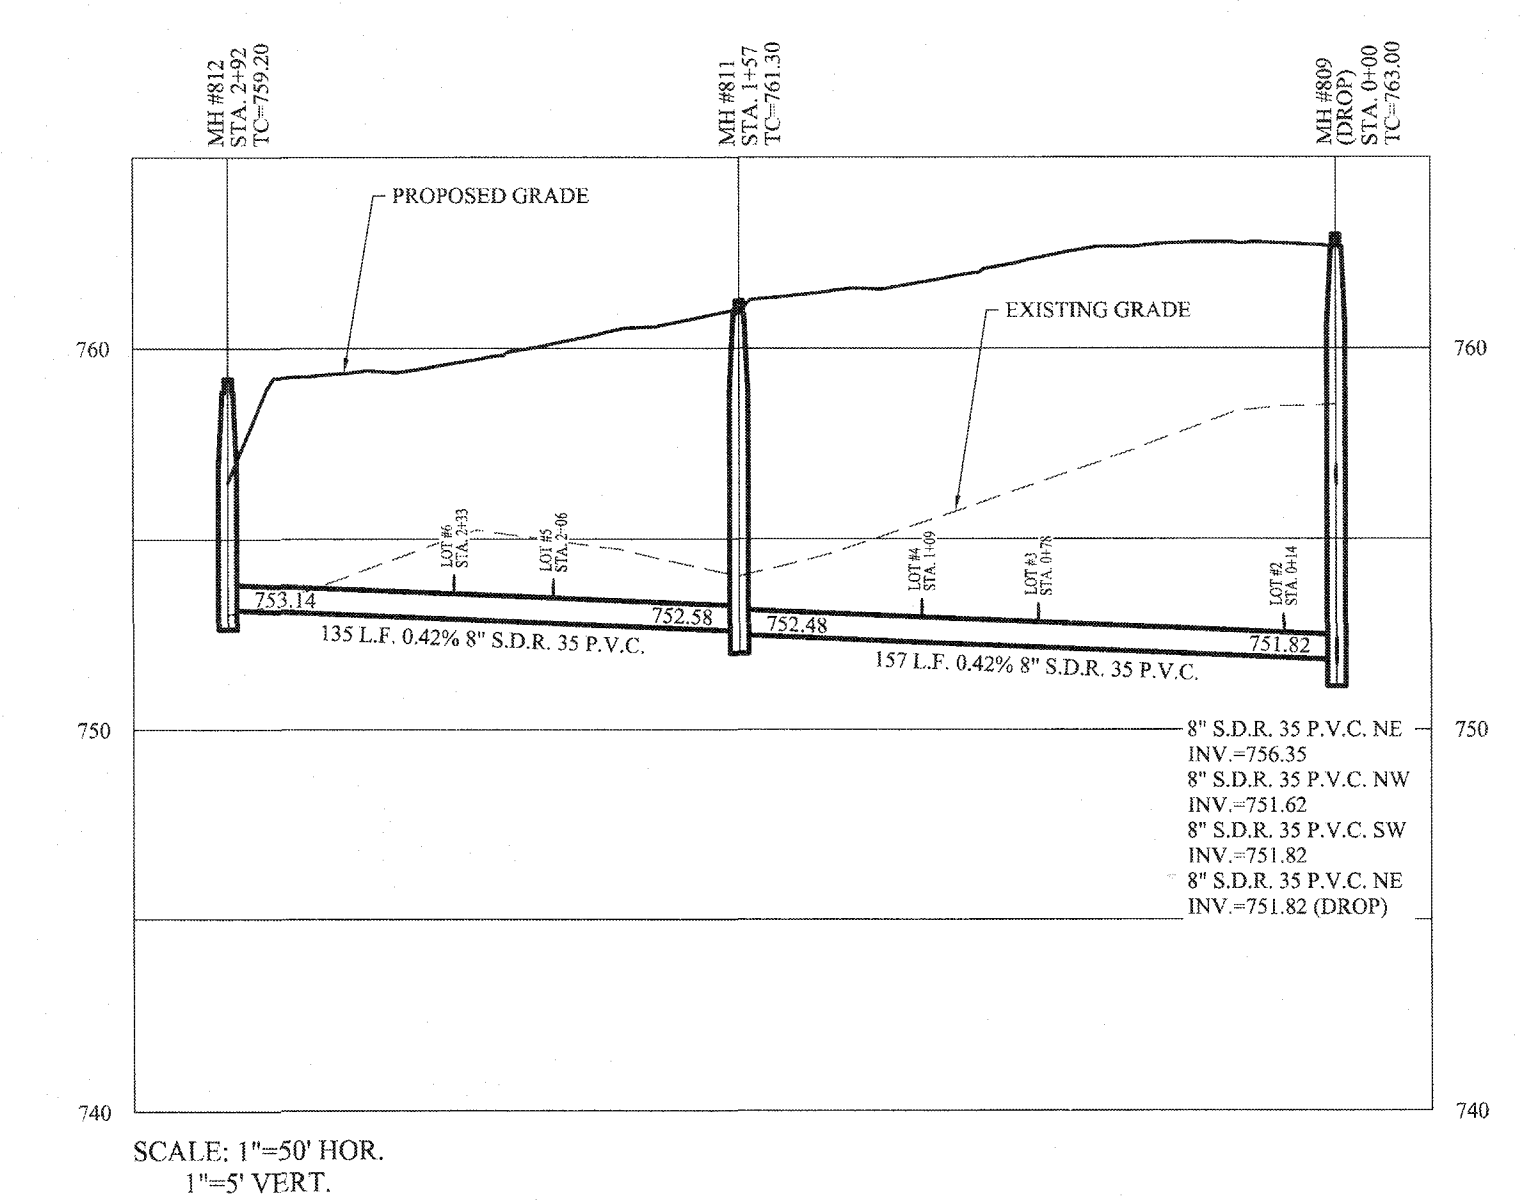 MH #812
STA. 2+92
TC=759.20
MH #811
STA. 1+57
TC=761.30
MH #809
(DROP)
STA. 0+00
TC=763.00
PROPOSED GRADE
EXISTING GRADE
760
760
LOT #6
STA. 2+33
LOT #5
STA. 2+06
LOT #4
STA. 1+09
LOT #3
STA. 0+78
LOT #2
STA. 0+14
753.14
752.58
752.48
751.82
135 L.F. 0.42% 8" S.D.R. 35 P.V.C.
157 L.F. 0.42% 8" S.D.R. 35 P.V.C.
750
750
8" S.D.R. 35 P.V.C. NE
INV.=756.35
8" S.D.R. 35 P.V.C. NW
INV.=751.62
8" S.D.R. 35 P.V.C. SW
INV.=751.82
8" S.D.R. 35 P.V.C. NE
INV.=751.82 (DROP)
740
740
SCALE: 1"=50' HOR.
1"=5' VERT.